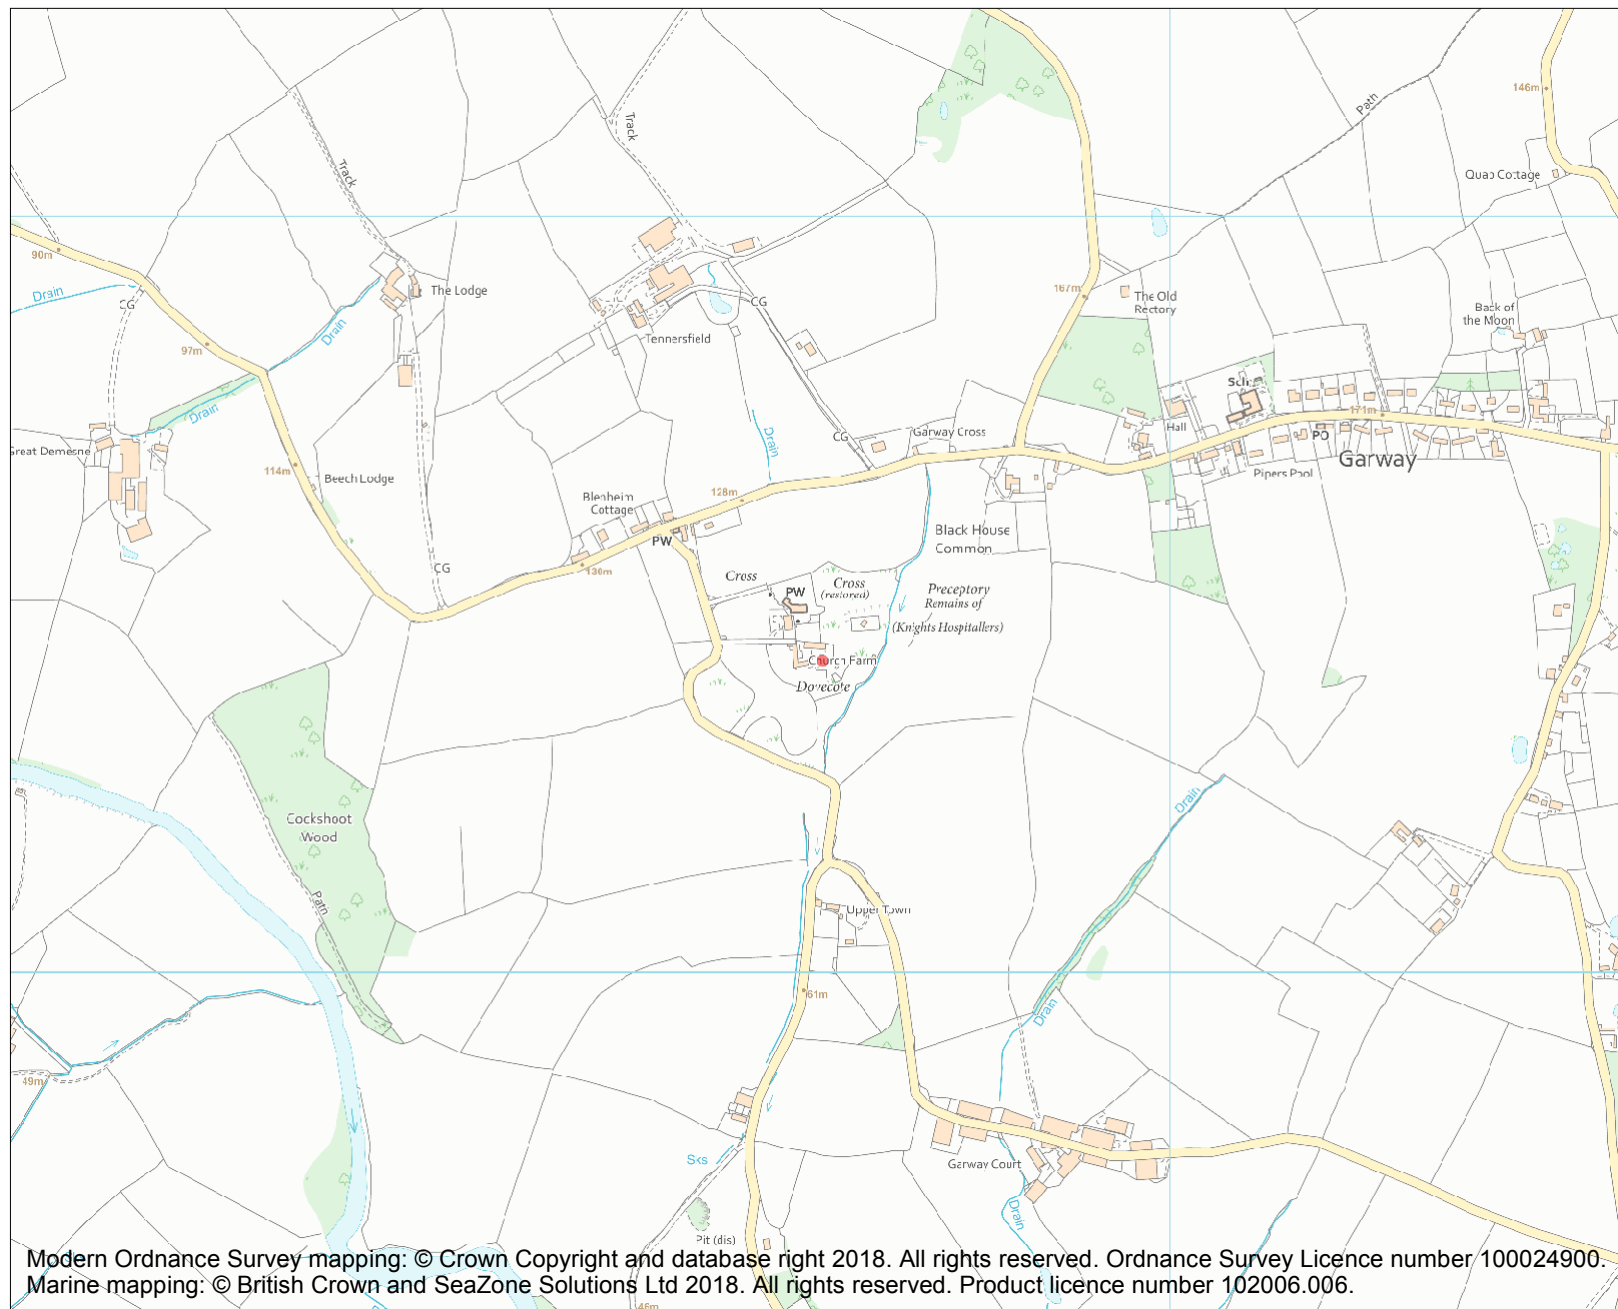 Path
146m
Track
Track
Quab Cottage
90m
Drain
CG
The Lodge
167m
The Old
Rectory
CG
Back of
the Moon
Drain
Tennersfield
97m
Sch
171m
Drain
Drain
CG
Garway Cross
Hall
PO
Garway
Great Demesne
114m
Beech Lodge
Pipers Pool
Blenheim
Cottage
128m
PW
Black House
Common
CG
130m
Cross
Cross
(restored)
PW
Preceptory
Remains of
(Knights Hospitallers)
Church Farm
Dovecote
Drain
Cockshoot
Wood
Path
Upper Town
61m
Drain
49m
Sks
Garway Court
Drain
Pit (dis)
Modern Ordnance Survey mapping: © Crown Copyright and database right 2018. All rights reserved. Ordnance Survey Licence number 100024900.
Marine mapping: © British Crown and SeaZone Solutions Ltd 2018. All rights reserved. Product licence number 102006.006.
46m